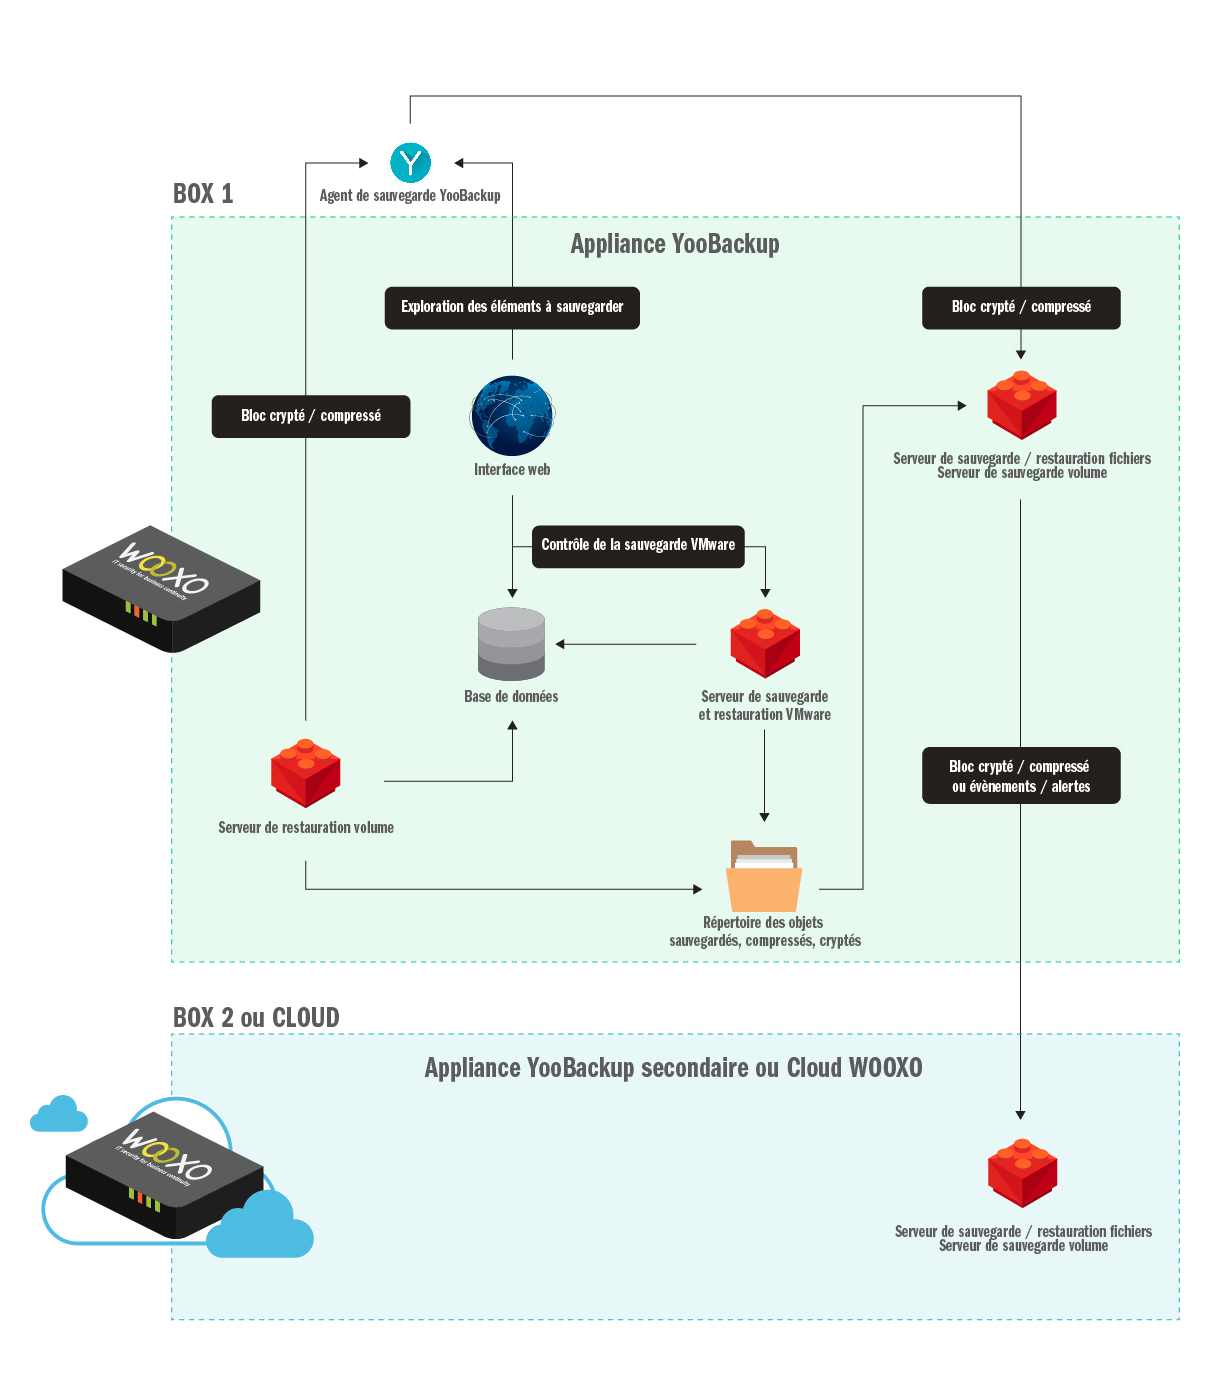 Agent de sauvegarde YooBackup
BOX 1
Appliance YooBackup
Exploration des éléments à sauvegarder
Bloc crypté / compressé
Bloc crypté / compressé
Interface web
Serveur de sauvegarde / restauration fichiers
Serveur de sauvegarde volume
Contrôle de la sauvegarde VMware
WOOXO
IT security for business continuity
Base de données
Serveur de sauvegarde
et restauration VMware
Bloc crypté / compressé
ou évènements / alertes
Serveur de restauration volume
Répertoire des objets
sauvegardés, compressés, cryptés
BOX 2 ou CLOUD
Appliance YooBackup secondaire ou Cloud WOOXO
WOOXO
IT security for business continuity
Serveur de sauvegarde / restauration fichiers
Serveur de sauvegarde volume